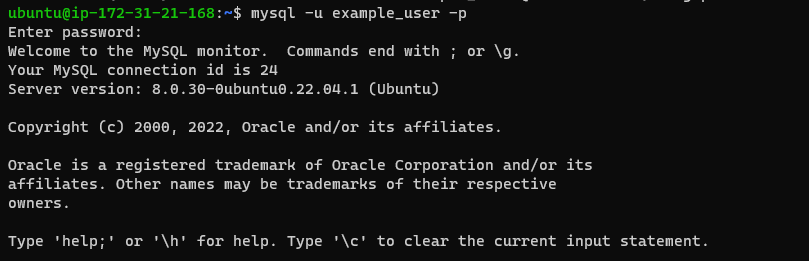 ubuntu@ip-172-31-21-168:~$ mysql -u example_user -p
Enter password:
Welcome to the MySQL monitor.  Commands end with ; or \g.
Your MySQL connection id is 24
Server version: 8.0.30-0ubuntu0.22.04.1 (Ubuntu)
Copyright (c) 2000, 2022, Oracle and/or its affiliates.
Oracle is a registered trademark of Oracle Corporation and/or its
affiliates. Other names may be trademarks of their respective
owners.
Type 'help;' or '\h' for help. Type '\c' to clear the current input statement.